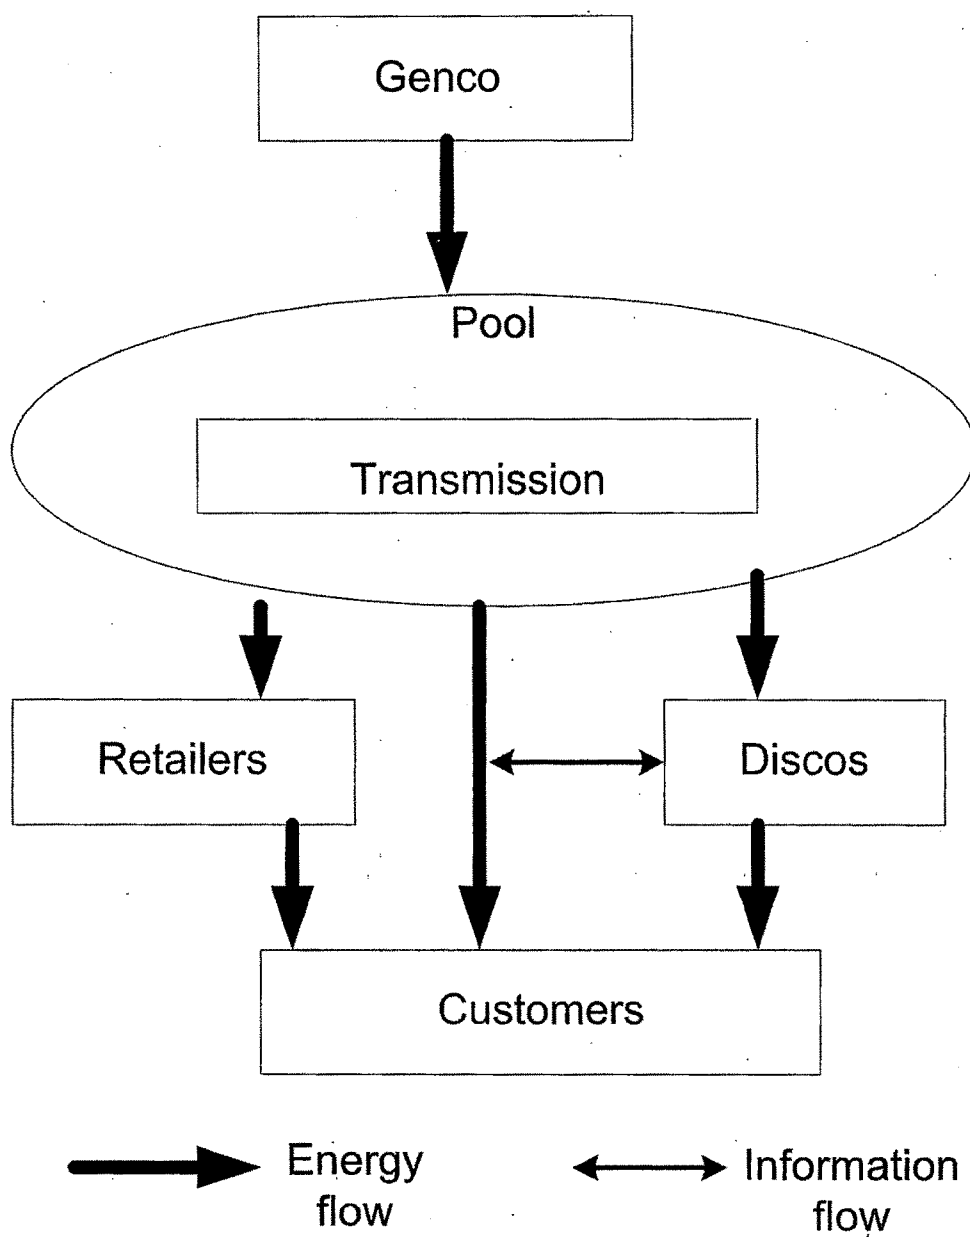 Genco
Pool
Transmission
Retailers
Discos
Customers
Energy
flow
Information
flow